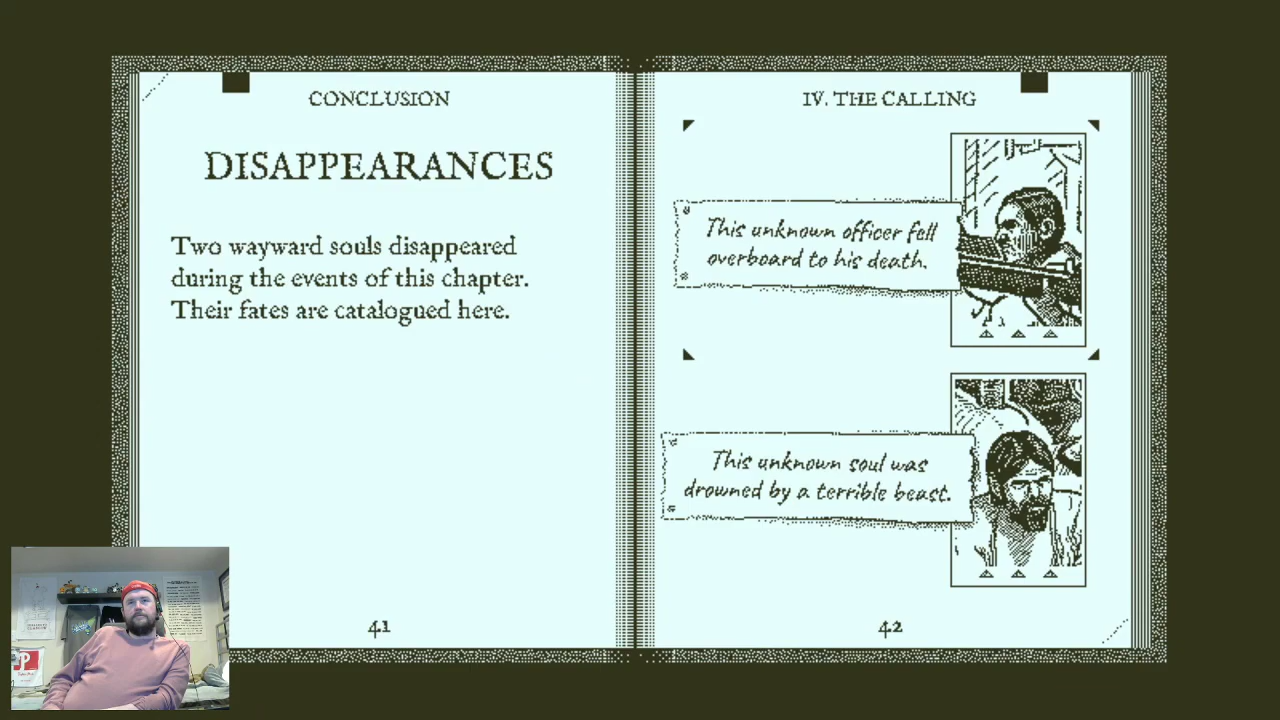 CONCLUSION
DISAPPEARANCES
Two wayward souls disappeared
during the events of this chapter.
Their fates are catalogued here.
41
IV. THE CALLING
This unknown officer fell
overboard to his death.
This unknown soul was
drowned by a terrible beast.
42